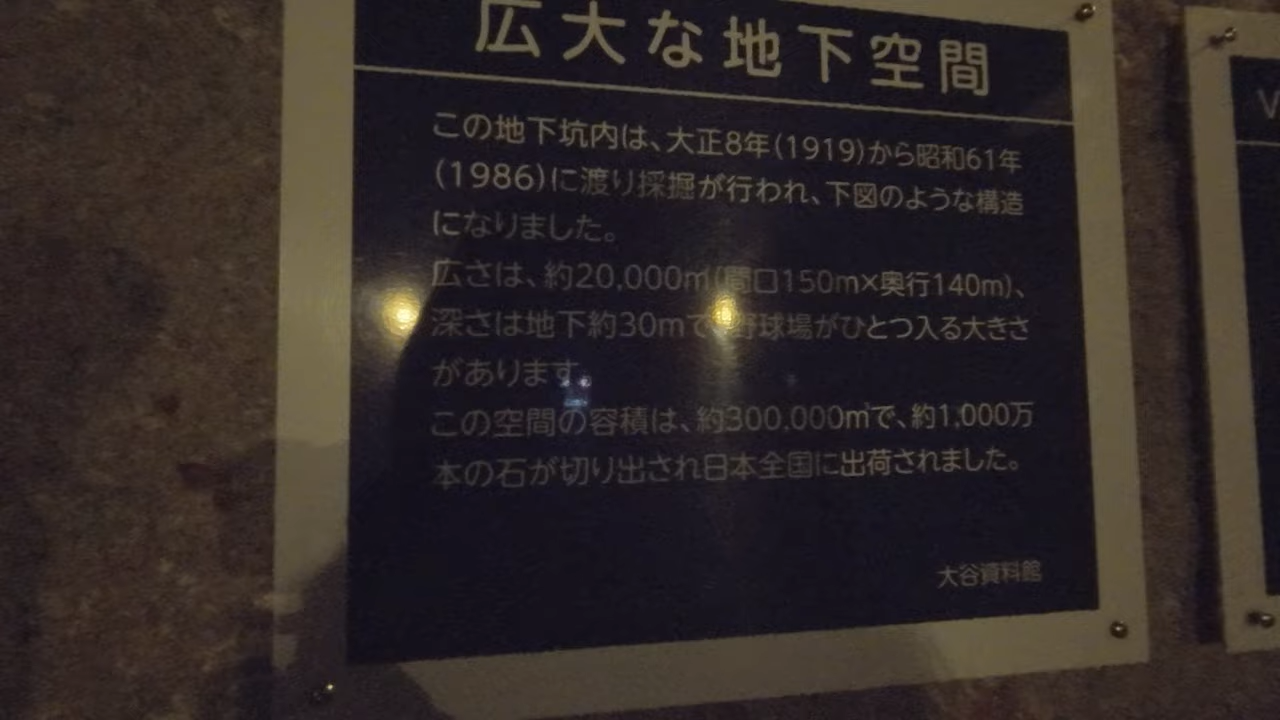 広大な地下空間
この地下坑内は、大正8年(1919)から昭和61年
(1986)に渡り採掘が行われ、下図のような構造
になりました。
広さは、約20,000㎡(間口150m×奥行140m)、
深さは地下約30mで、野球場がひとつ入る大きさ
があります。
この空間の容積は、約300,000㎥で、約1,000万
本の石が切り出され日本全国に出荷されました。
大谷資料館
V